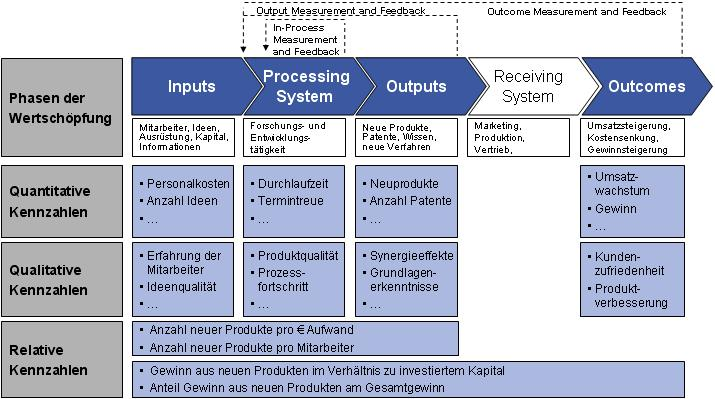 Output Measurement and Feedback
Outcome Measurement and Feedback
In-Process
Measurement
and Feedback
Phasen der
Wertschöpfung
Inputs
Processing
System
Outputs
Receiving
System
Outcomes
Mitarbeiter, Ideen,
Ausrüstung, Kapital,
Informationen
Forschungs- und
Entwicklungs-
tätigkeit
Neue Produkte,
Patente, Wissen,
neue Verfahren
Marketing,
Produktion,
Vertrieb,
Umsatzsteigerung,
Kostensenkung,
Gewinnsteigerung
Quantitative
Kennzahlen
▪ Personalkosten
▪ Anzahl Ideen
▪ …
▪ Durchlaufzeit
▪ Termintreue
▪ …
▪ Neuprodukte
▪ Anzahl Patente
▪ …
▪ Umsatz-
wachstum
▪ Gewinn
▪ …
Qualitative
Kennzahlen
▪ Erfahrung der
Mitarbeiter
▪ Ideenqualität
▪ …
▪ Produktqualität
▪ Prozess-
fortschritt
▪ …
▪ Synergieeffekte
▪ Grundlagen-
erkenntnisse
▪ …
▪ Kunden-
zufriedenheit
▪ Produkt-
verbesserung
Relative
Kennzahlen
▪ Anzahl neuer Produkte pro € Aufwand
▪ Anzahl neuer Produkte pro Mitarbeiter
▪ Gewinn aus neuen Produkten im Verhältnis zu investiertem Kapital
▪ Anteil Gewinn aus neuen Produkten am Gesamtgewinn